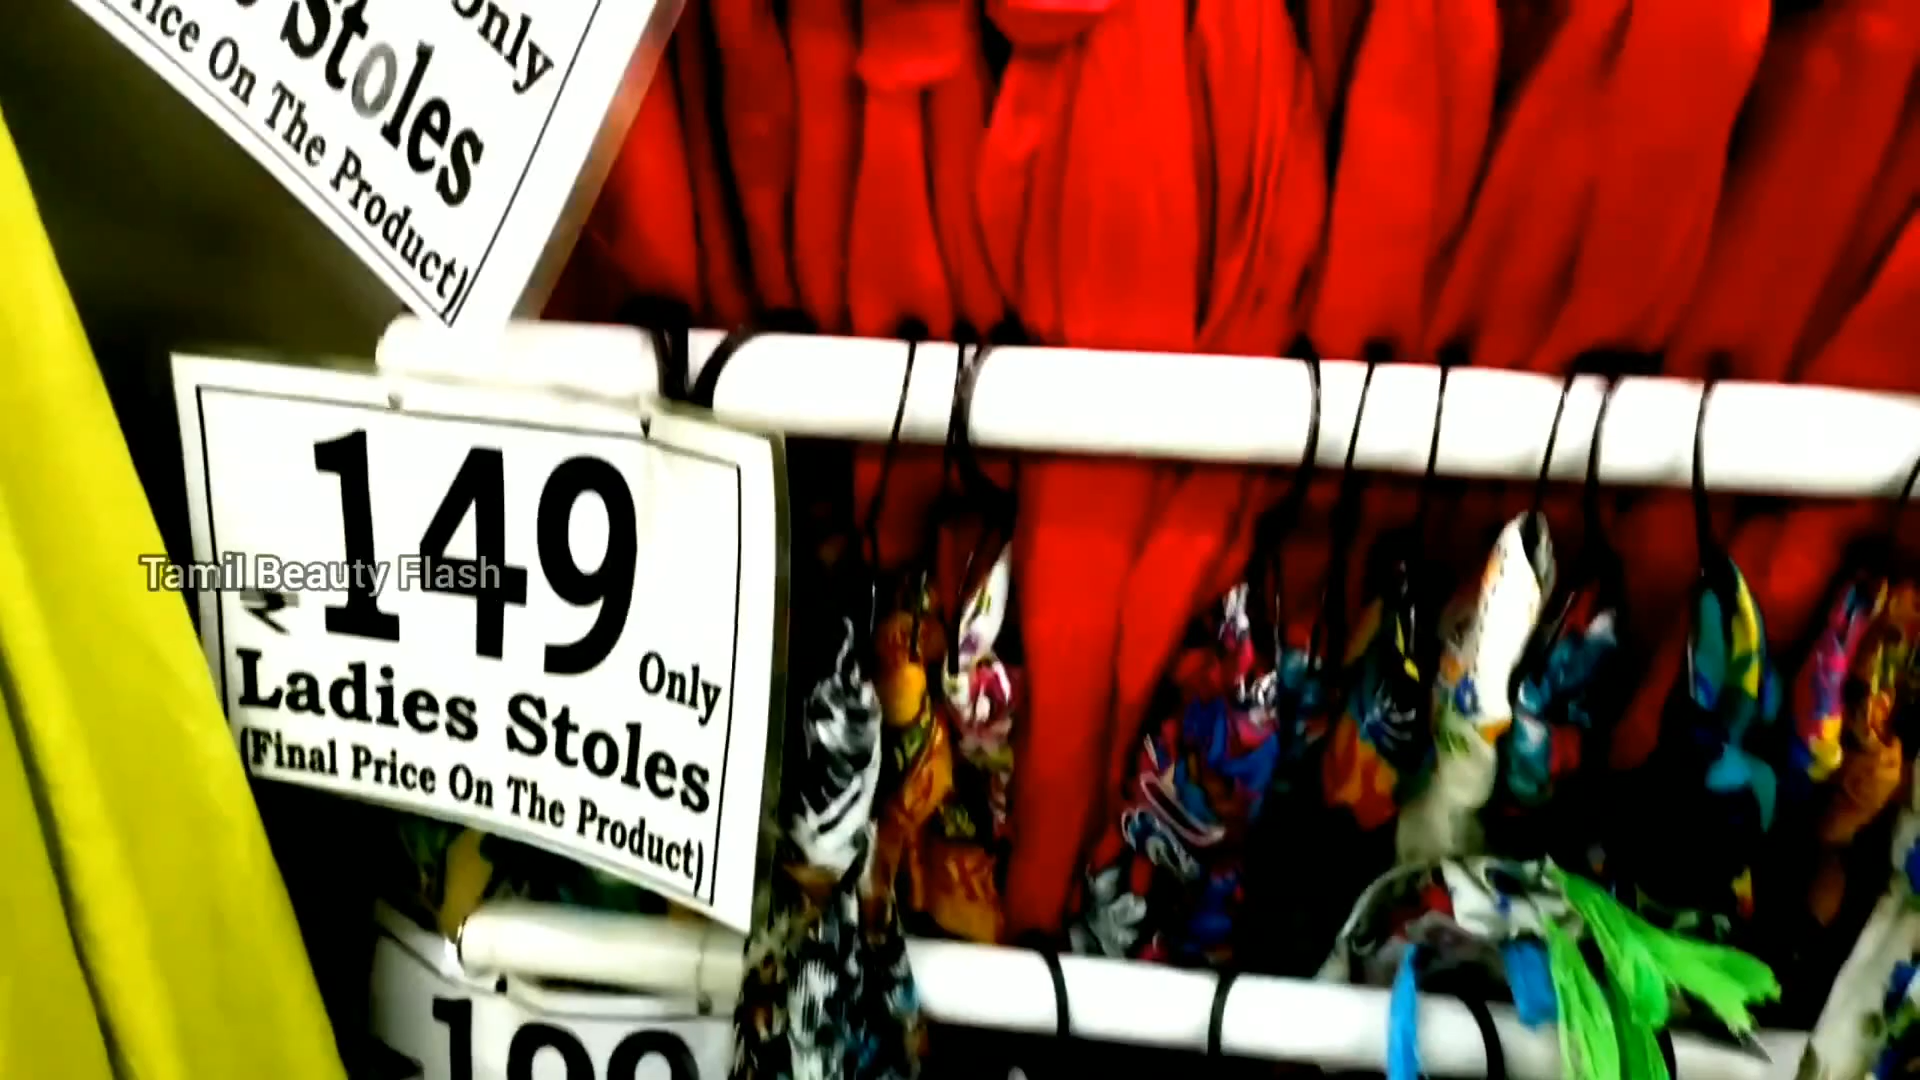 Only
Stoles
On The Product)
149
Tamil Beauty Flash
₹
Only
Ladies Stoles
(Final Price On The Product)